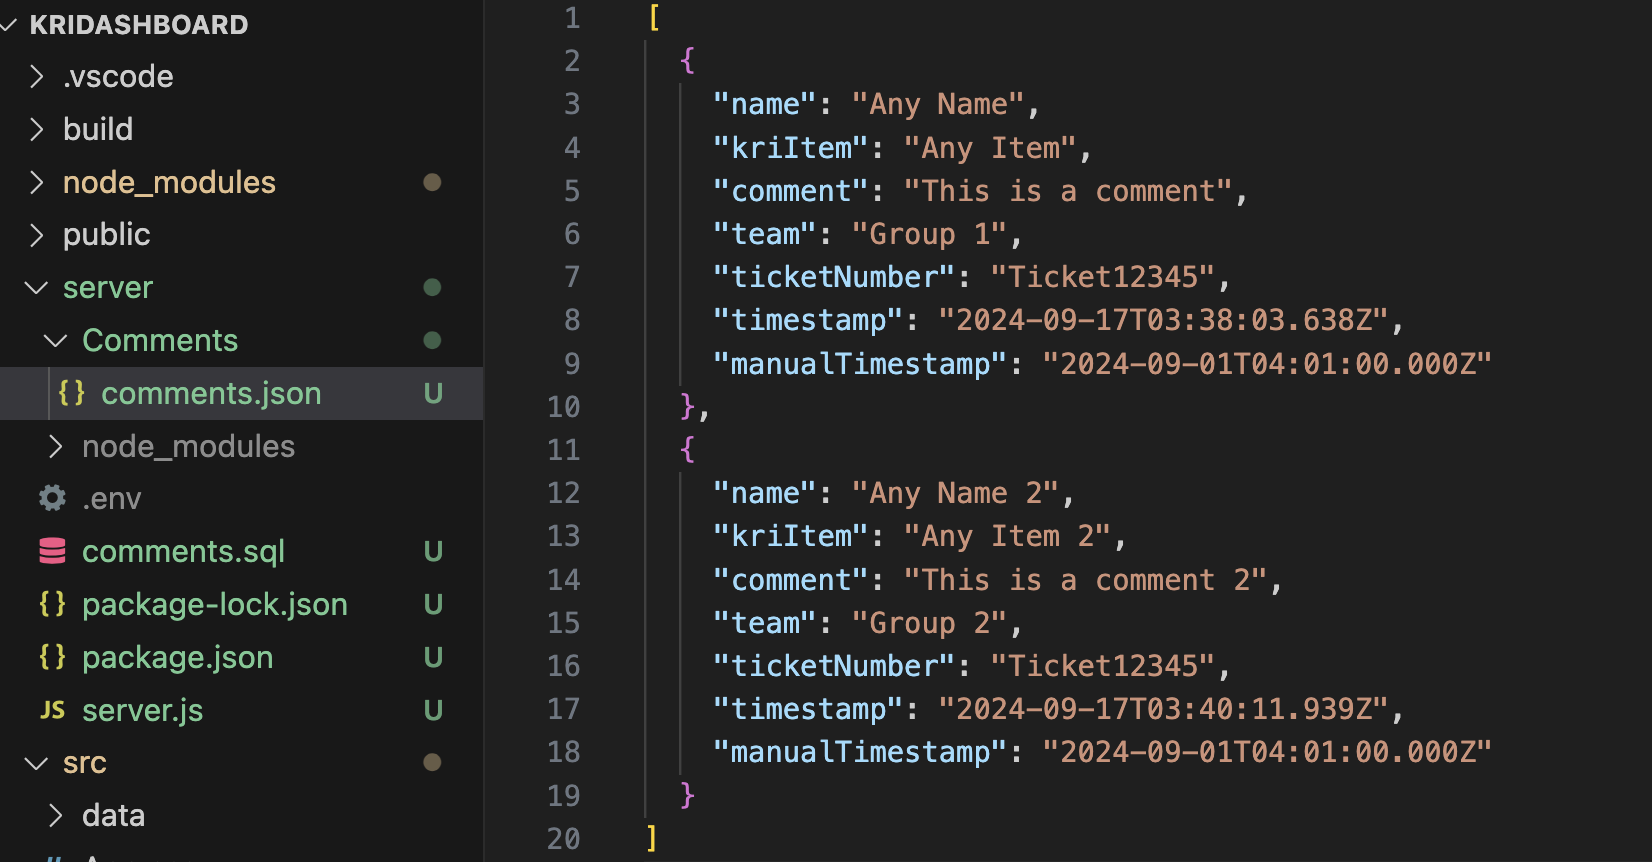 KRIDASHBOARD
.vscode
build
node_modules
public
server
Comments
{} comments.json U
node_modules
.env
comments.sql U
{} package-lock.json U
{} package.json U
JS server.js U
src
data
1 [
2 {
3 "name": "Any Name",
4 "kriItem": "Any Item",
5 "comment": "This is a comment",
6 "team": "Group 1",
7 "ticketNumber": "Ticket12345",
8 "timestamp": "2024-09-17T03:38:03.638Z",
9 "manualTimestamp": "2024-09-01T04:01:00.000Z"
10 },
11 {
12 "name": "Any Name 2",
13 "kriItem": "Any Item 2",
14 "comment": "This is a comment 2",
15 "team": "Group 2",
16 "ticketNumber": "Ticket12345",
17 "timestamp": "2024-09-17T03:40:11.939Z",
18 "manualTimestamp": "2024-09-01T04:01:00.000Z"
19 }
20 ]